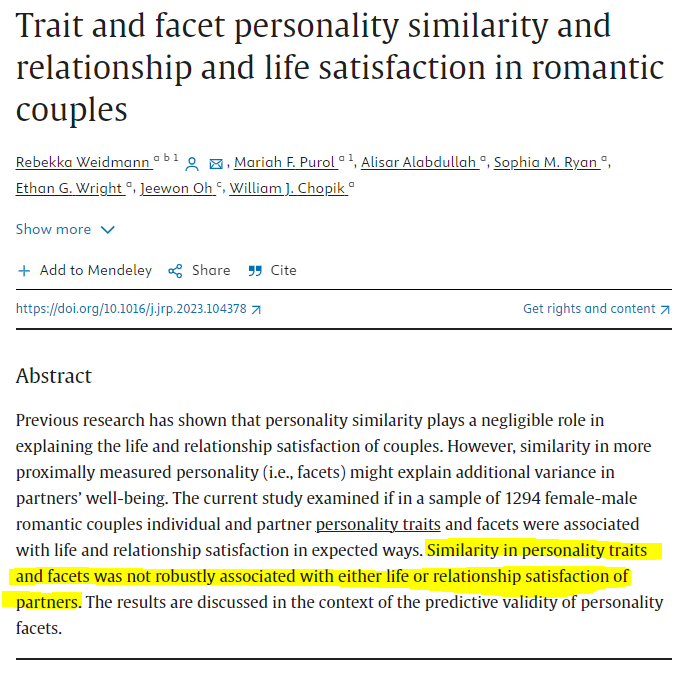 Trait and facet personality similarity and
relationship and life satisfaction in romantic
couples
Rebekka Weidmann a b 1, Mariah F. Purol a 1, Alisar Alabdullah a, Sophia M. Ryan a,
Ethan G. Wright a, Jeewon Oh c, William J. Chopik a
Show more
+ Add to Mendeley Share Cite
https://doi.org/10.1016/j.jrp.2023.104378 Get rights and content
Abstract
Previous research has shown that personality similarity plays a negligible role in
explaining the life and relationship satisfaction of couples. However, similarity in more
proximally measured personality (i.e., facets) might explain additional variance in
partners’ well-being. The current study examined if in a sample of 1294 female-male
romantic couples individual and partner personality traits and facets were associated
with life and relationship satisfaction in expected ways. Similarity in personality traits
and facets was not robustly associated with either life or relationship satisfaction of
partners. The results are discussed in the context of the predictive validity of personality
facets.